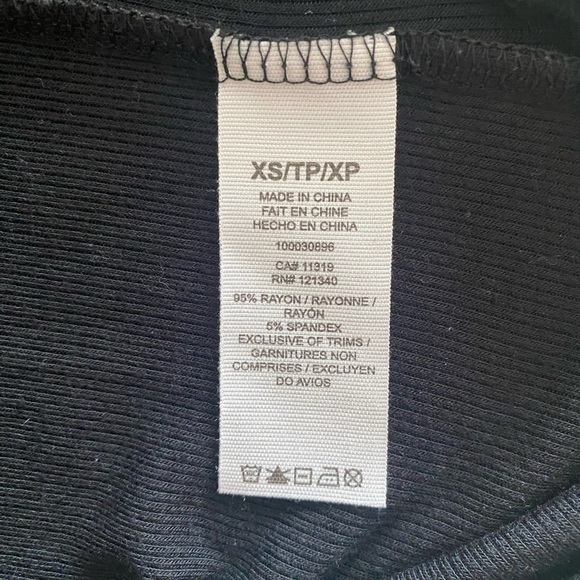 XS/TP/XP
MADE IN CHINA
FAIT EN CHINE
HECHO EN CHINA
100030896
CA# 11319
RN# 121340
95% RAYON / RAYONNE /
RAYÓN
5% SPANDEX
EXCLUSIVE OF TRIMS /
GARNITURES NON
COMPRISES / EXCLUYEN
DO AVIOS